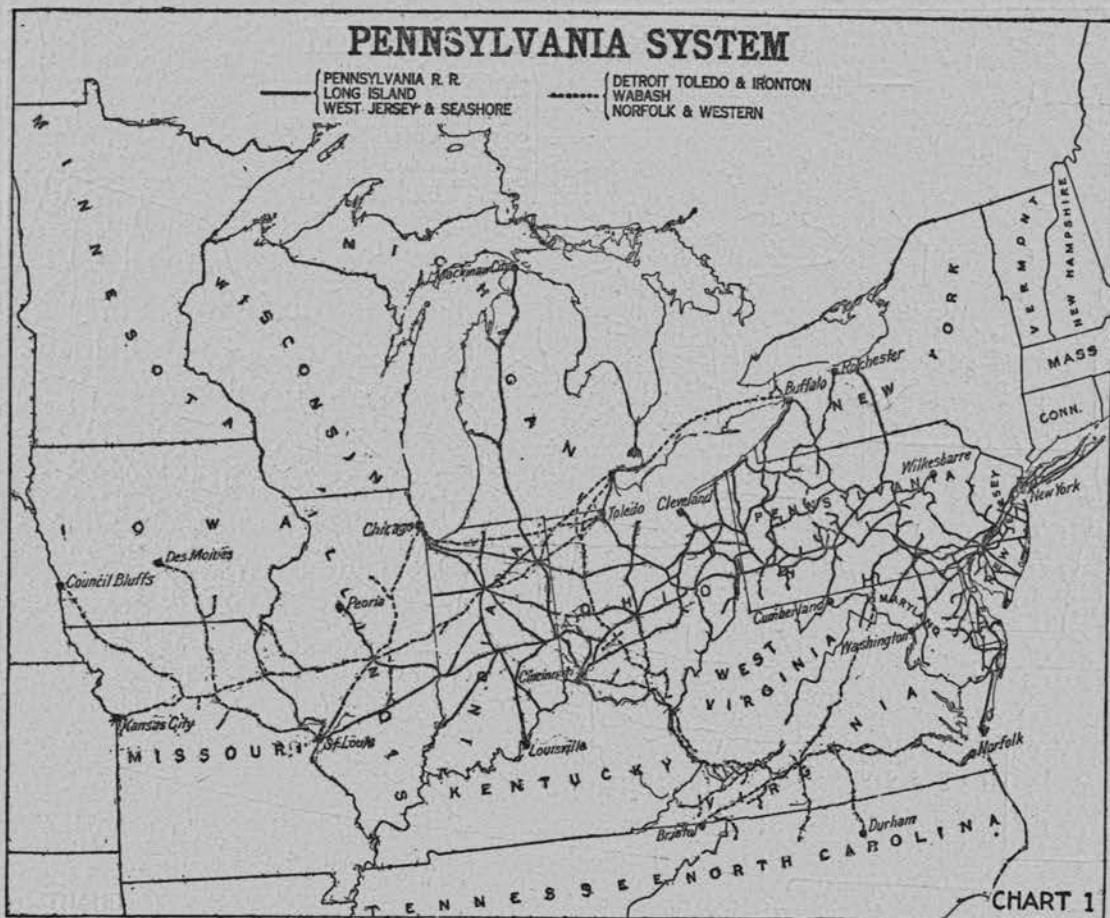 PENNSYLVANIA SYSTEM
PENNSYLVANIA R. R.
LONG ISLAND
WEST JERSEY & SEASHORE
DETROIT TOLEDO & IRONTON
WABASH
NORFOLK & WESTERN
MINNESOTA
WISCONSIN
MICHIGAN
Mackinaw City
VERMONT
NEW HAMPSHIRE
NEW YORK
MASS
CONN.
Rochester
Buffalo
Wilkesbarre
PENNSYLVANIA
NEW JERSEY
New York
IOWA
Chicago
Toledo
Cleveland
Des Moines
Council Bluffs
Peoria
ILLINOIS
INDIANA
OHIO
Cumberland
MARYLAND
Washington
WEST
VIRGINIA
Cincinnati
Kansas City
MISSOURI
St. Louis
Louisville
KENTUCKY
VIRGINIA
Norfolk
Bristol
Durham
TENNESSEE
NORTH CAROLINA
CHART 1